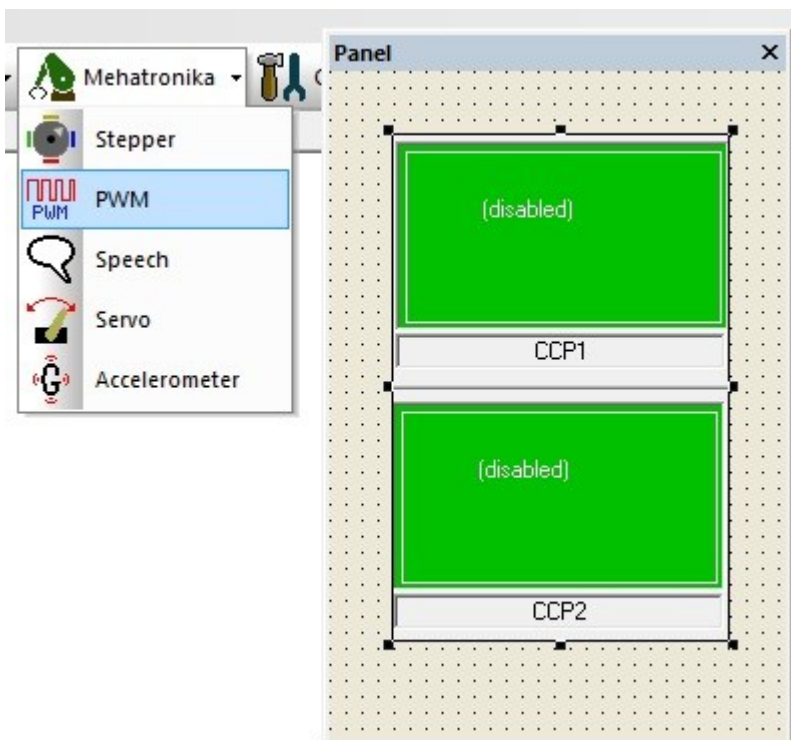 Mehatronika
Stepper
PWM
PWM
Speech
Servo
G
Accelerometer
Panel
(disabled)
CCP1
(disabled)
CCP2